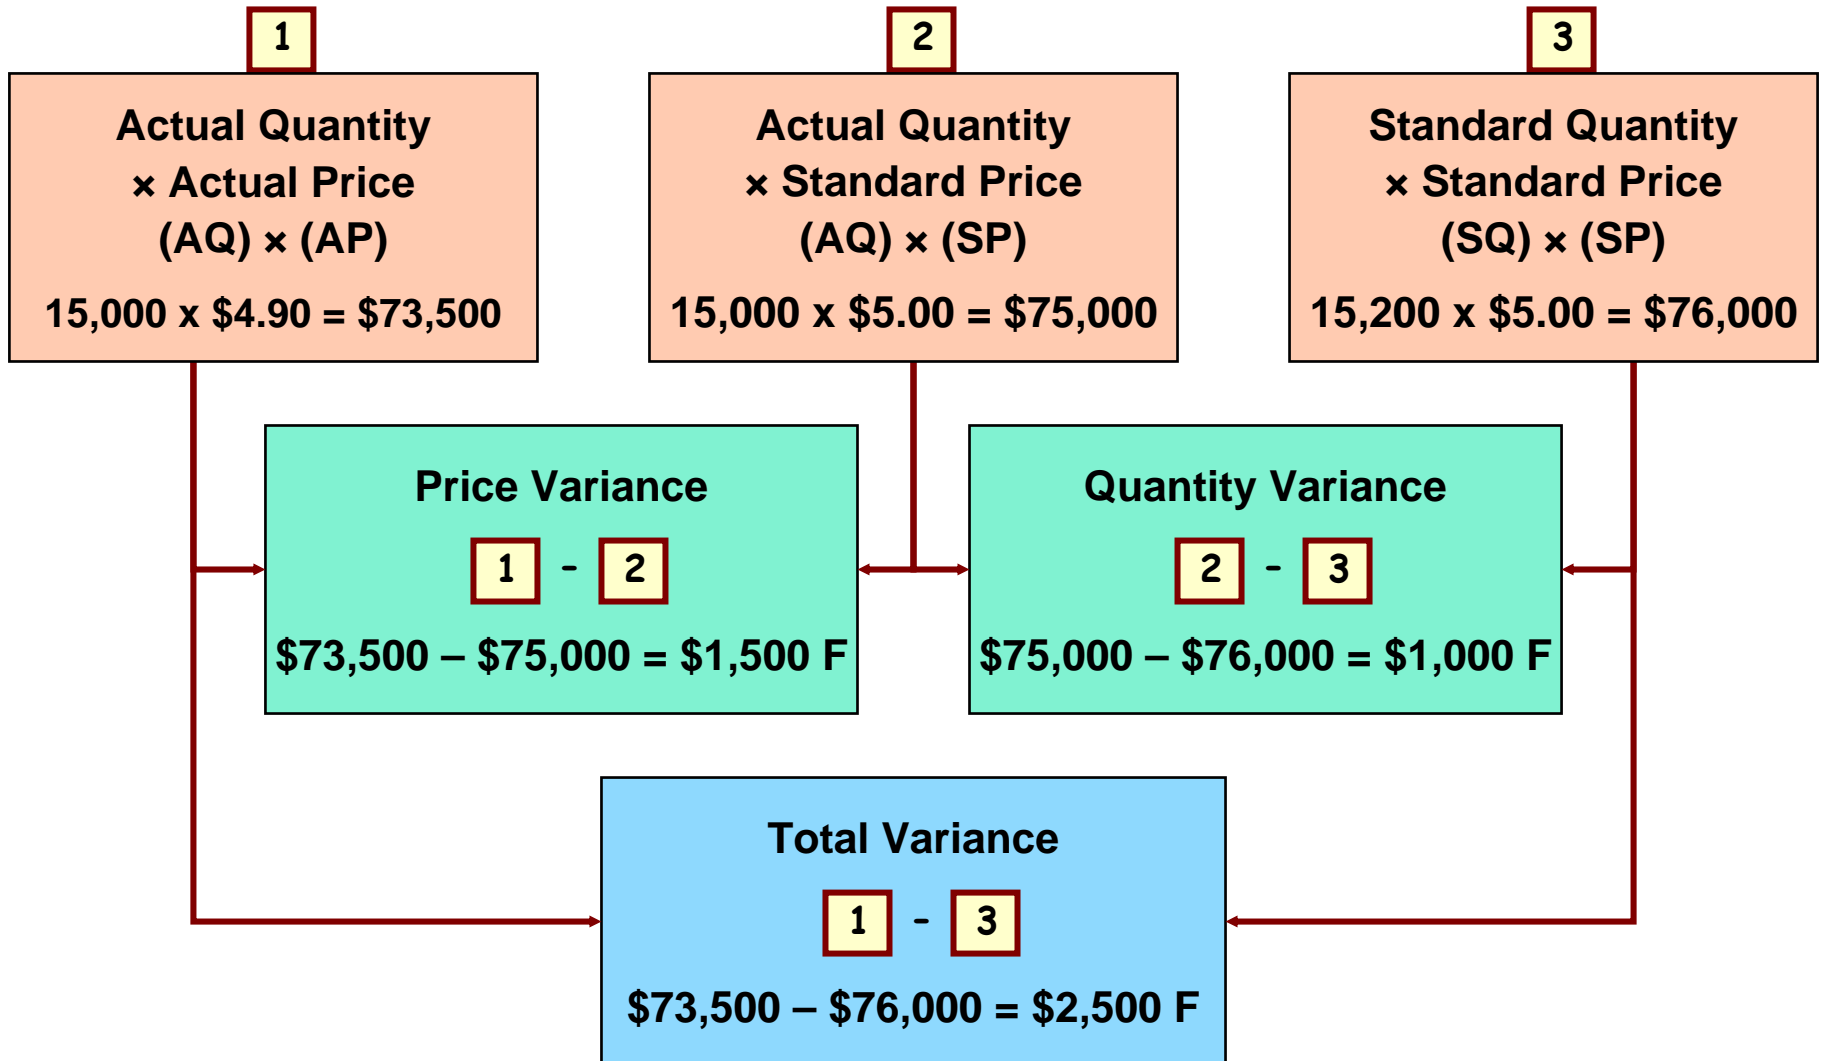 1
Actual Quantity
× Actual Price
(AQ) × (AP)
15,000 x $4.90 = $73,500
2
Actual Quantity
× Standard Price
(AQ) × (SP)
15,000 x $5.00 = $75,000
3
Standard Quantity
× Standard Price
(SQ) × (SP)
15,200 x $5.00 = $76,000
Price Variance
1 - 2
$73,500 – $75,000 = $1,500 F
Quantity Variance
2 - 3
$75,000 – $76,000 = $1,000 F
Total Variance
1 - 3
$73,500 – $76,000 = $2,500 F